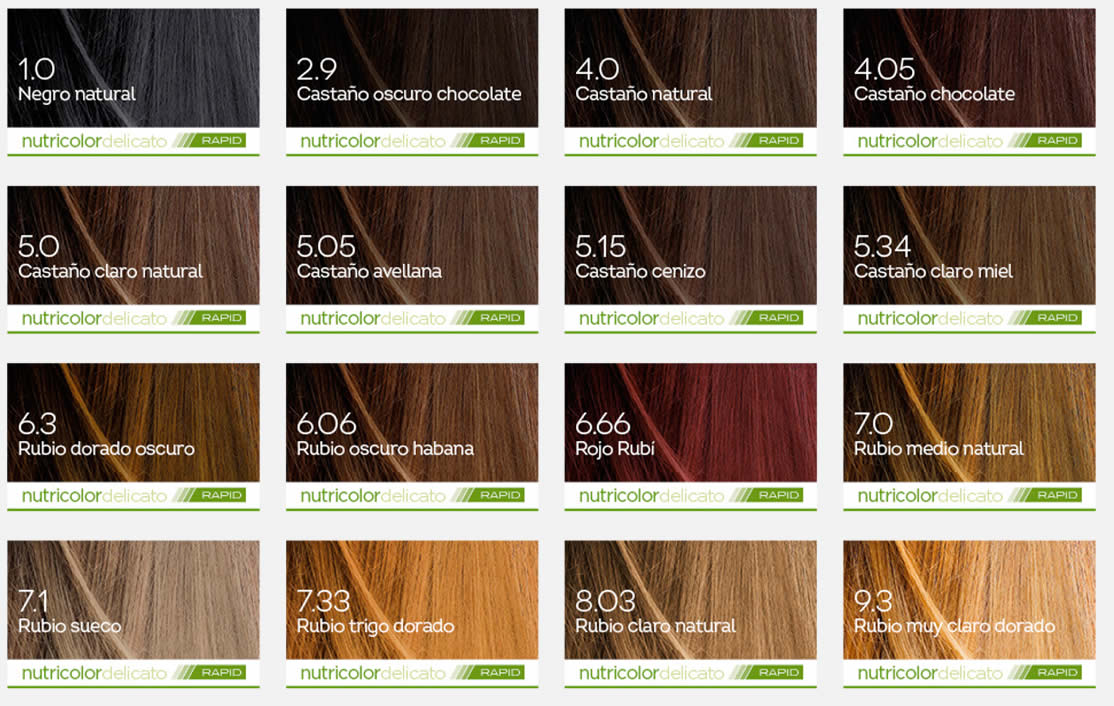 1.0
Negro natural
nutricolordelicato RAPID
2.9
Castaño oscuro chocolate
nutricolordelicato RAPID
4.0
Castaño natural
nutricolordelicato RAPID
4.05
Castaño chocolate
nutricolordelicato RAPID
5.0
Castaño claro natural
nutricolordelicato RAPID
5.05
Castaño avellana
nutricolordelicato RAPID
5.15
Castaño cenizo
nutricolordelicato RAPID
5.34
Castaño claro miel
nutricolordelicato RAPID
6.3
Rubio dorado oscuro
nutricolordelicato RAPID
6.06
Rubio oscuro habana
nutricolordelicato RAPID
6.66
Rojo Rubí
nutricolordelicato RAPID
7.0
Rubio medio natural
nutricolordelicato RAPID
7.1
Rubio sueco
nutricolordelicato RAPID
7.33
Rubio trigo dorado
nutricolordelicato RAPID
8.03
Rubio claro natural
nutricolordelicato RAPID
9.3
Rubio muy claro dorado
nutricolordelicato RAPID